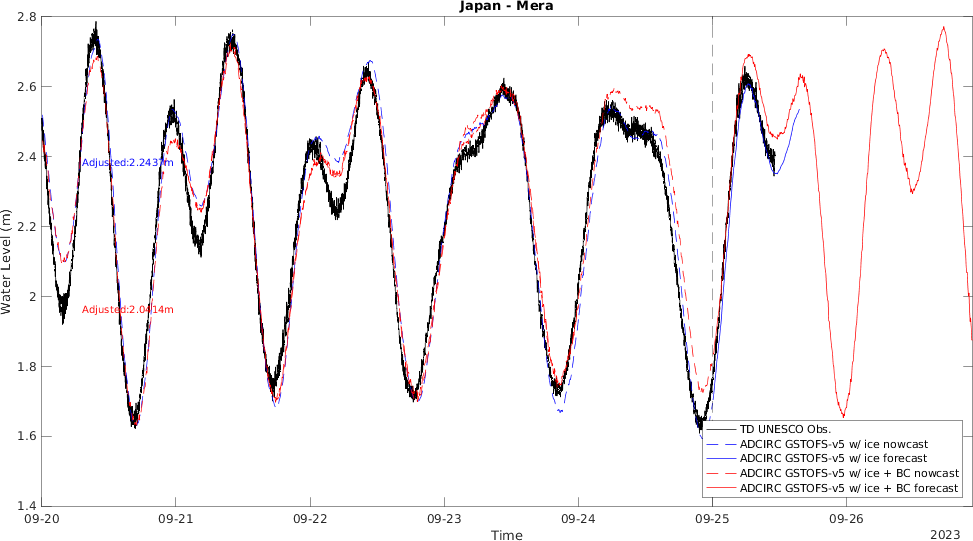 Japan - Mera
2.8
2.6
2.4
2.2
2
1.8
1.6
1.4
Water Level (m)
Adjusted:2.2437m
Adjusted:2.0414m
TD UNESCO Obs.
ADCIRC GSTOFS-v5 w/ ice nowcast
ADCIRC GSTOFS-v5 w/ ice forecast
ADCIRC GSTOFS-v5 w/ ice + BC nowcast
ADCIRC GSTOFS-v5 w/ ice + BC forecast
09-20
09-21
09-22
09-23
09-24
09-25
09-26
Time
2023